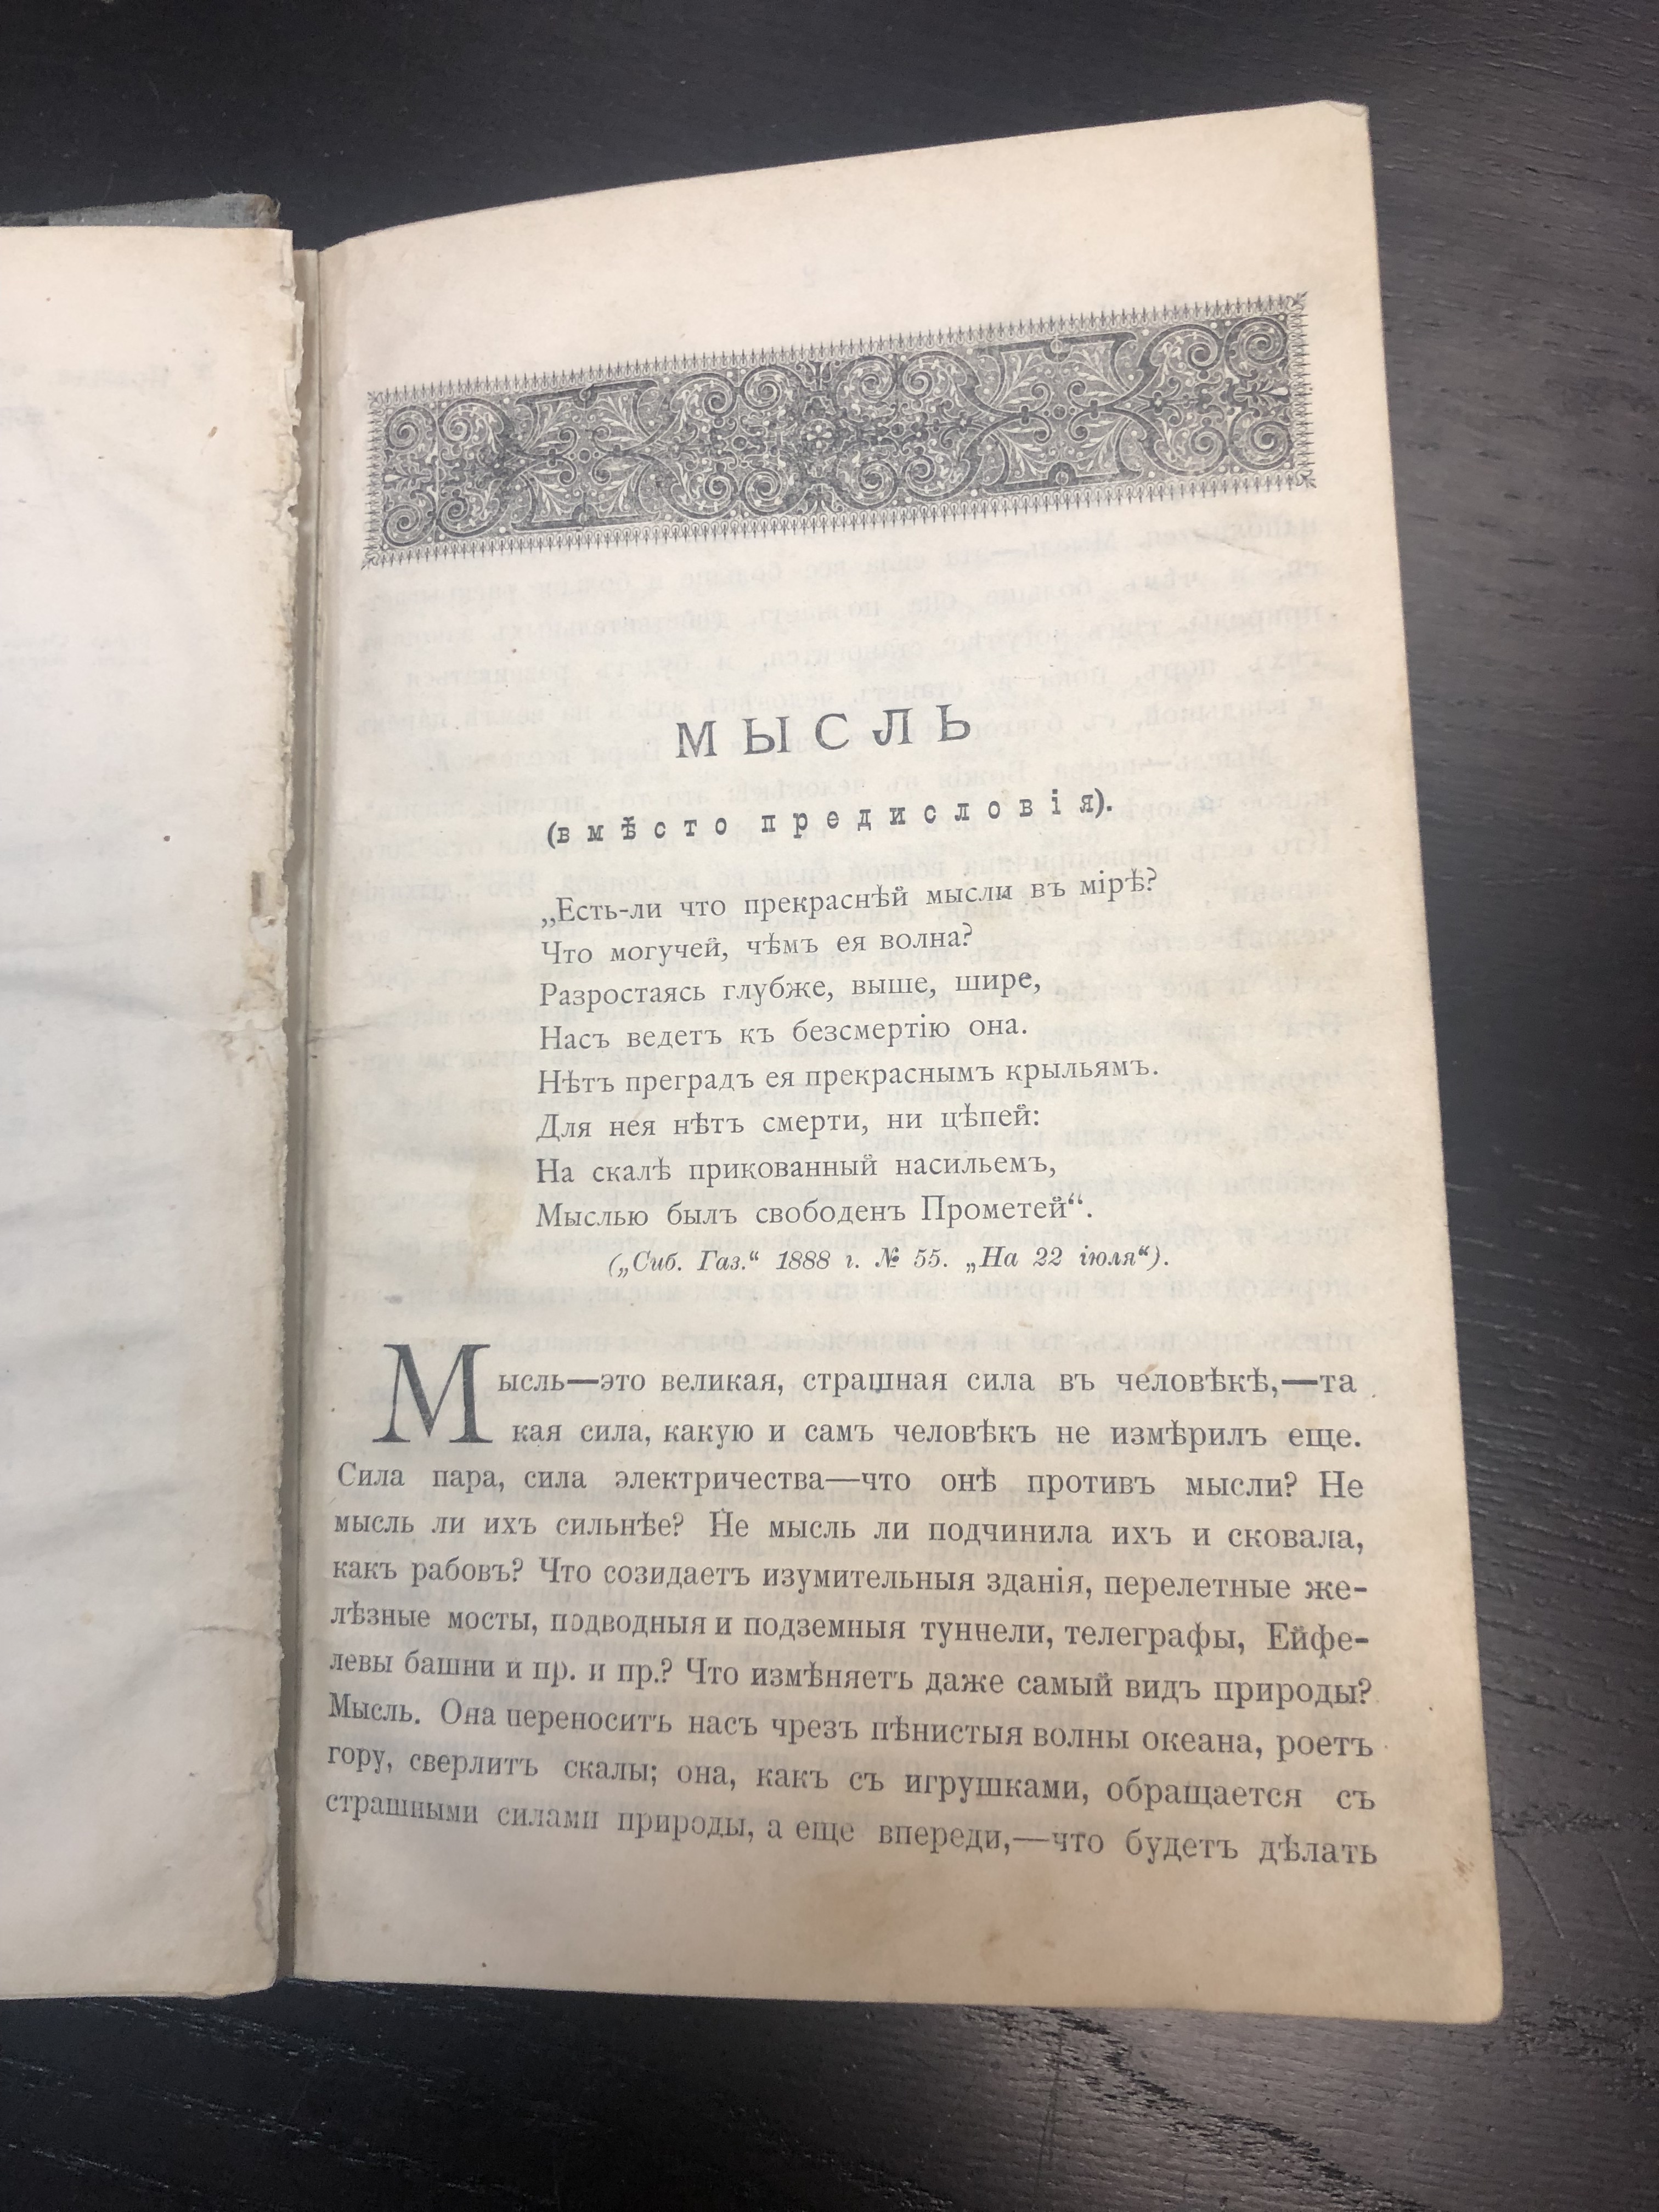 МЫСЛЬ
(вмѣсто предисловія).
„Есть-ли что прекраснѣй мысли въ мірѣ?
Что могучей, чѣмъ ея волна?
Разростаясь глубже, выше, шире,
Насъ ведетъ къ безсмертію она.
Нѣтъ преградъ ея прекраснымъ крыльямъ.
Для нея нѣтъ смерти, ни цѣпей:
На скалѣ прикованный насильемъ,
Мыслью былъ свободенъ Прометей“.
(„Сиб. Газ.“ 1888 г. № 55. „На 22 іюля“).
Мысль—это великая, страшная сила въ человѣкѣ,—та
кая сила, какую и самъ человѣкъ не измѣрилъ еще.
Сила пара, сила электричества—что онѣ противъ мысли? Не
мысль ли ихъ сильнѣе? Не мысль ли подчинила ихъ и сковала,
какъ рабовъ? Что созидаетъ изумительныя зданія, перелетные же-
лѣзные мосты, подводныя и подземныя туннели, телеграфы, Ейфе-
левы башни и пр. и пр.? Что измѣняетъ даже самый видъ природы?
Мысль. Она переноситъ насъ чрезъ пѣнистыя волны океана, роетъ
гору, сверлитъ скалы; она, какъ съ игрушками, обращается съ
страшными силами природы, а еще впереди,—что будетъ дѣлать